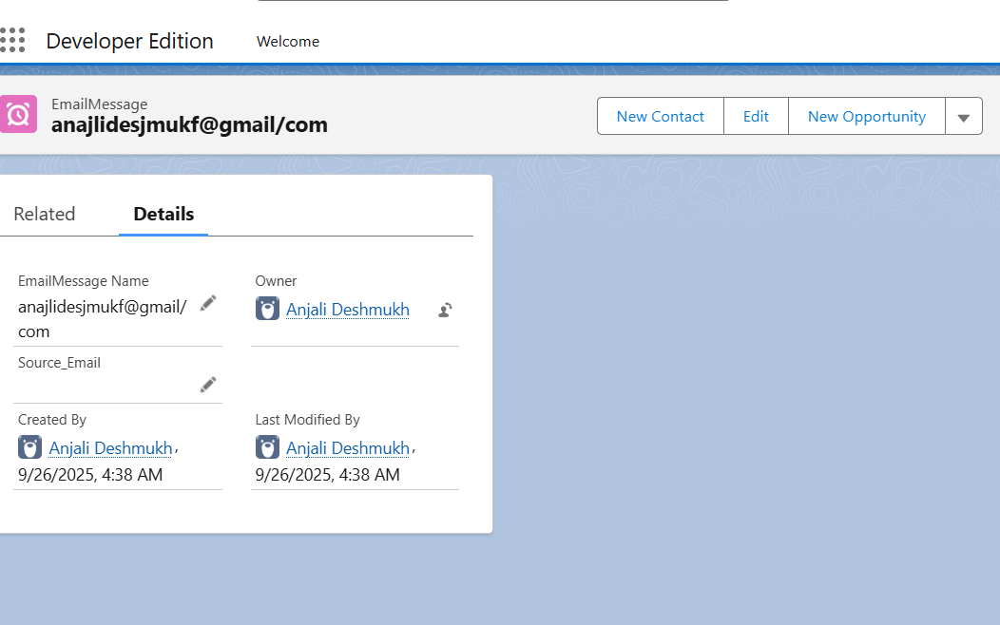 Developer Edition
Welcome
EmailMessage
anajlidesjmukf@gmail/com
New Contact
Edit
New Opportunity
Related
Details
EmailMessage Name
anajlidesjmukf@gmail/
com
Owner
Anjali Deshmukh
Source_Email
Created By
Anjali Deshmukh,
9/26/2025, 4:38 AM
Last Modified By
Anjali Deshmukh,
9/26/2025, 4:38 AM